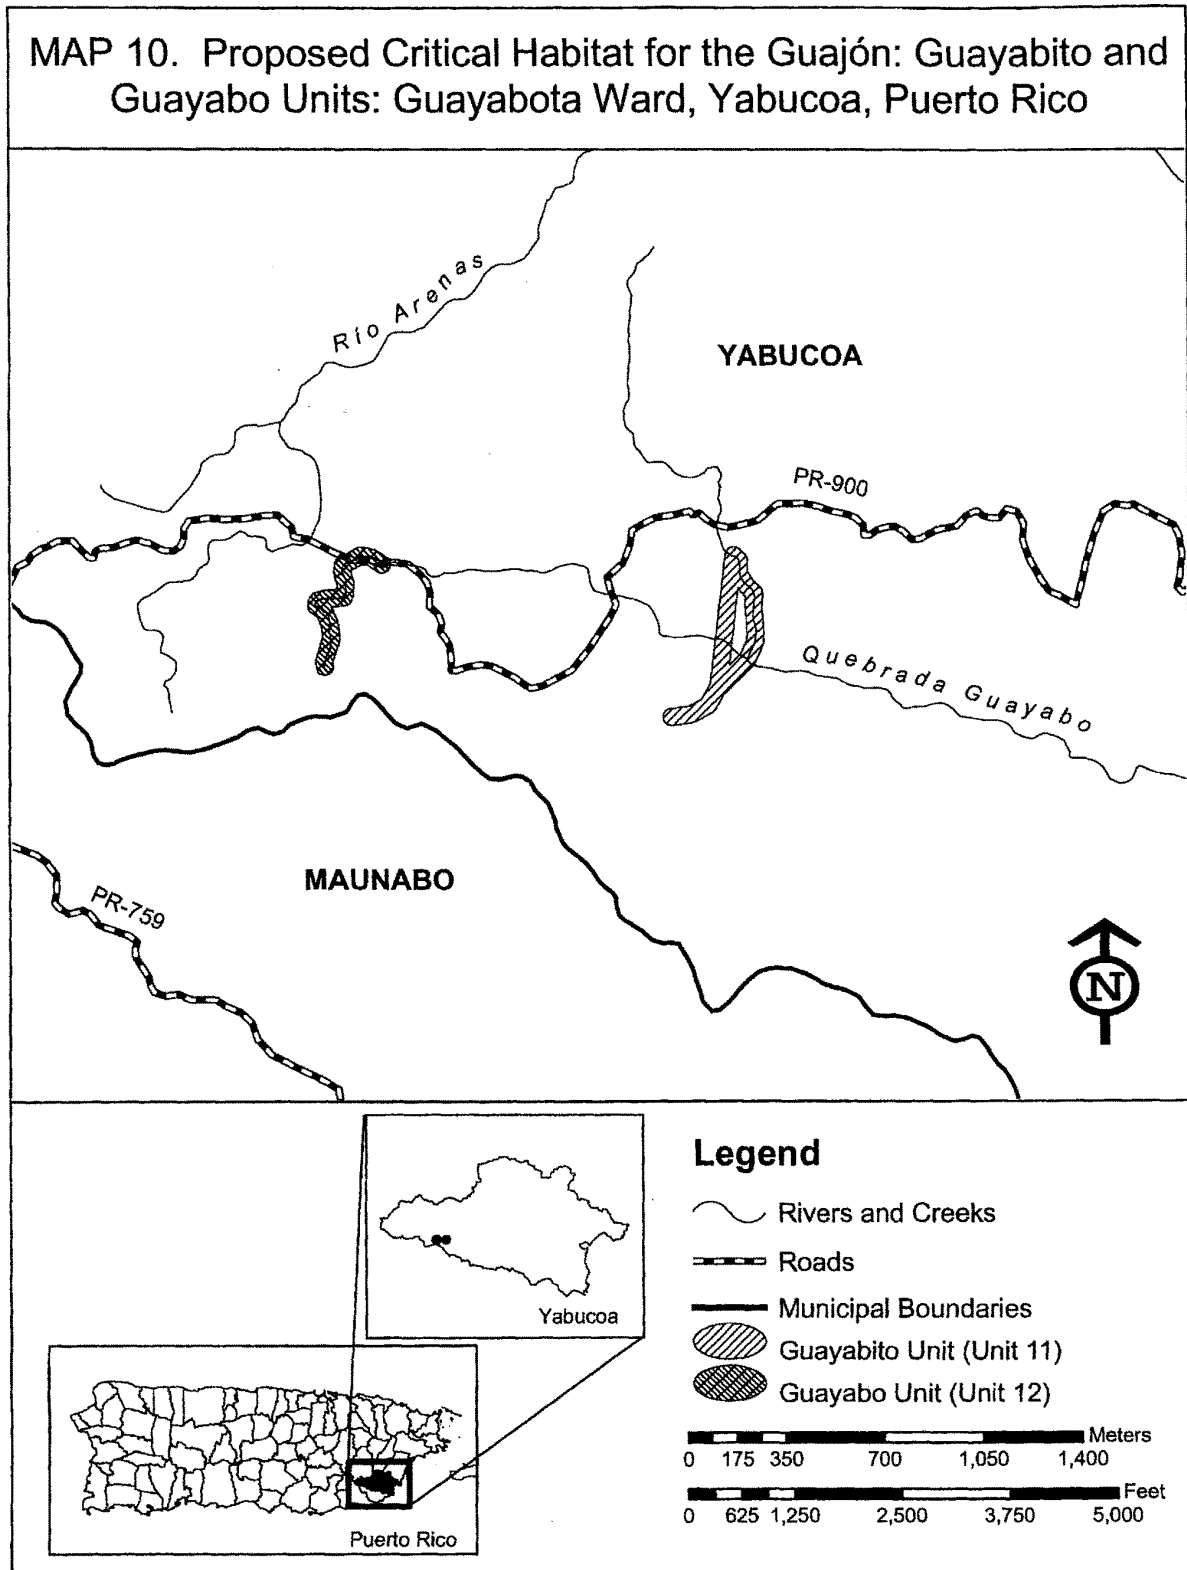 MAP 10. Proposed Critical Habitat for the Guajón: Guayabito and
Guayabo Units: Guayabota Ward, Yabucoa, Puerto Rico
Río Arenas
YABUCOA
PR-900
Quebrada Guayabo
MAUNABO
PR-759
N
Yabucoa
Puerto Rico
Legend
Rivers and Creeks
Roads
Municipal Boundaries
Guayabito Unit (Unit 11)
Guayabo Unit (Unit 12)
Meters
0 175 350 700 1,050 1,400
Feet
0 625 1,250 2,500 3,750 5,000